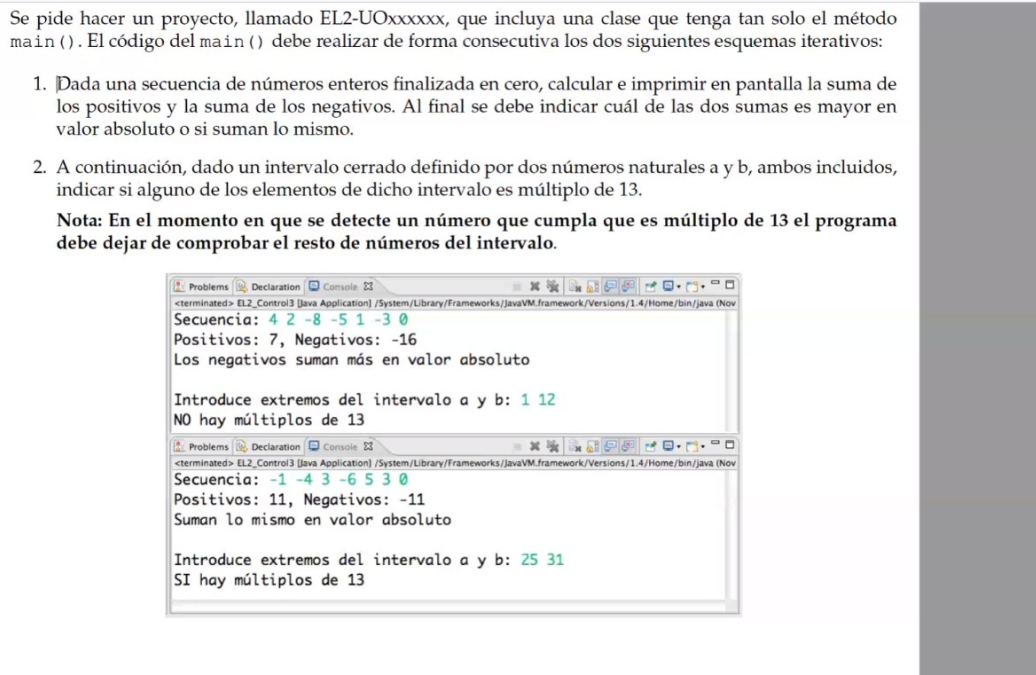 Se pide hacer un proyecto, llamado EL2-UOxxxxxx, que incluya una clase que tenga tan solo el método
main(). El código del main() debe realizar de forma consecutiva los dos siguientes esquemas iterativos:
1. Dada una secuencia de números enteros finalizada en cero, calcular e imprimir en pantalla la suma de
los positivos y la suma de los negativos. Al final se debe indicar cuál de las dos sumas es mayor en
valor absoluto o si suman lo mismo.
2. A continuación, dado un intervalo cerrado definido por dos números naturales a y b, ambos incluidos,
indicar si alguno de los elementos de dicho intervalo es múltiplo de 13.
Nota: En el momento en que se detecte un número que cumpla que es múltiplo de 13 el programa
debe dejar de comprobar el resto de números del intervalo.
Problems Declaration Console
<terminated> EL2_Control3 [Java Application] /System/Library/Frameworks/JavaVM.framework/Versions/1.4/Home/bin/java (Nov
Secuencia: 4 2 -8 -5 1 -3 0
Positivos: 7, Negativos: -16
Los negativos suman más en valor absoluto
Introduce extremos del intervalo a y b: 1 12
NO hay múltiplos de 13
Problems Declaration Console
<terminated> EL2_Control3 [Java Application] /System/Library/Frameworks/JavaVM.framework/Versions/1.4/Home/bin/java (Nov
Secuencia: -1 -4 3 -6 5 3 0
Positivos: 11, Negativos: -11
Suman lo mismo en valor absoluto
Introduce extremos del intervalo a y b: 25 31
SI hay múltiplos de 13